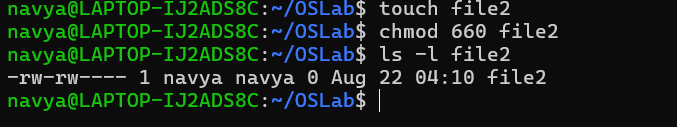 navya@LAPTOP-IJ2ADS8C:~/OSLab$ touch file2
navya@LAPTOP-IJ2ADS8C:~/OSLab$ chmod 660 file2
navya@LAPTOP-IJ2ADS8C:~/OSLab$ ls -l file2
-rw-rw---- 1 navya navya 0 Aug 22 04:10 file2
navya@LAPTOP-IJ2ADS8C:~/OSLab$